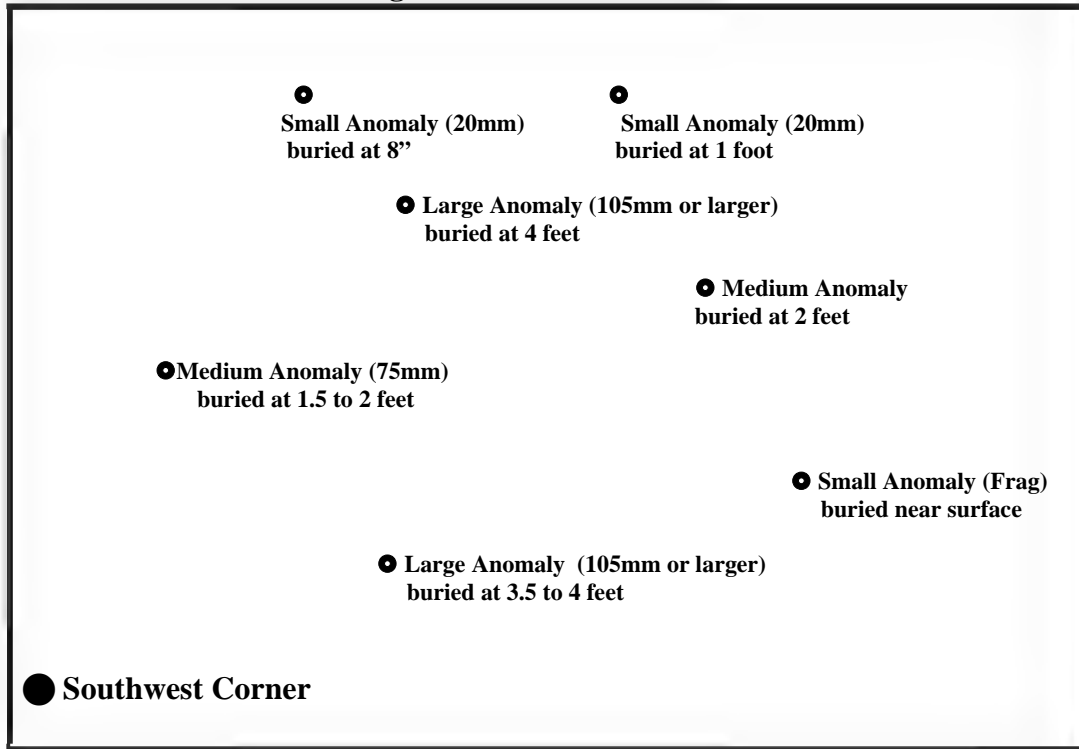 Small Anomaly (20mm)
buried at 8”
Small Anomaly (20mm)
buried at 1 foot
Large Anomaly (105mm or larger)
buried at 4 feet
Medium Anomaly
buried at 2 feet
Medium Anomaly (75mm)
buried at 1.5 to 2 feet
Small Anomaly (Frag)
buried near surface
Large Anomaly (105mm or larger)
buried at 3.5 to 4 feet
Southwest Corner